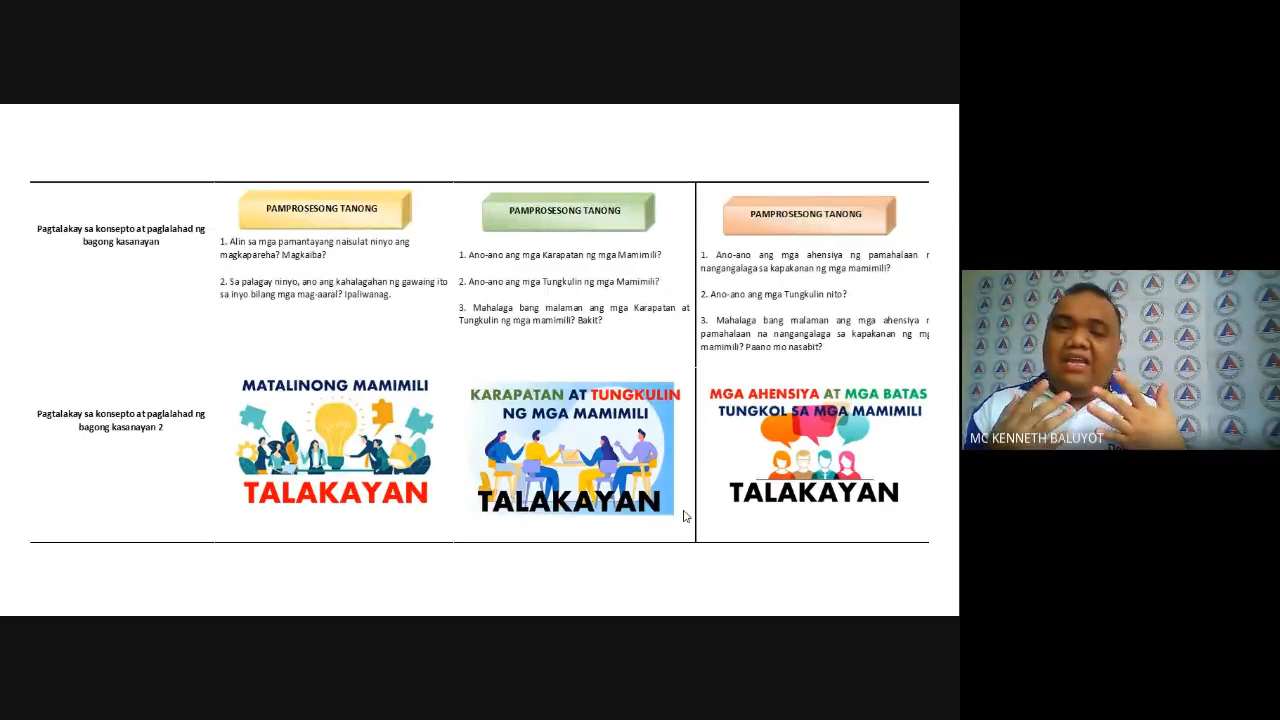 Pagtalakay sa konsepto at paglalahad ng
bagong kasanayan
PAMPROSESONG TANONG
1. Alin sa mga pamantayang naisulat ninyo ang
magkapareha? Magkaiba?
2. Sa palagay ninyo, ano ang kahalagahan ng gawaing ito
sa inyo bilang mga mag-aaral? Ipaliwanag.
PAMPROSESONG TANONG
1. Ano-ano ang mga Karapatan ng mga Mamimili?
2. Ano-ano ang mga Tungkulin ng mga Mamimili?
3. Mahalaga bang malaman ang mga Karapatan at
Tungkulin ng mga mamimili? Bakit?
PAMPROSESONG TANONG
1. Ano-ano ang mga ahensiya ng pamahalaan
nangangalaga sa kapakanan ng mga mamimili?
2. Ano-ano ang mga Tungkulin nito?
3. Mahalaga bang malaman ang mga ahensiya
pamahalaan na nangangalaga sa kapakanan ng
mamimili? Paano mo nasabit?
Pagtalakay sa konsepto at paglalahad ng
bagong kasanayan 2
MATALINONG MAMIMILI
TALAKAYAN
KARAPATAN AT TUNGKULIN
NG MGA MAMIMILI
TALAKAYAN
MGA AHENSIYA AT MGA BATAS
TUNGKOL SA MGA MAMIMILI
TALAKAYAN
MC KENNETH BALUYOT